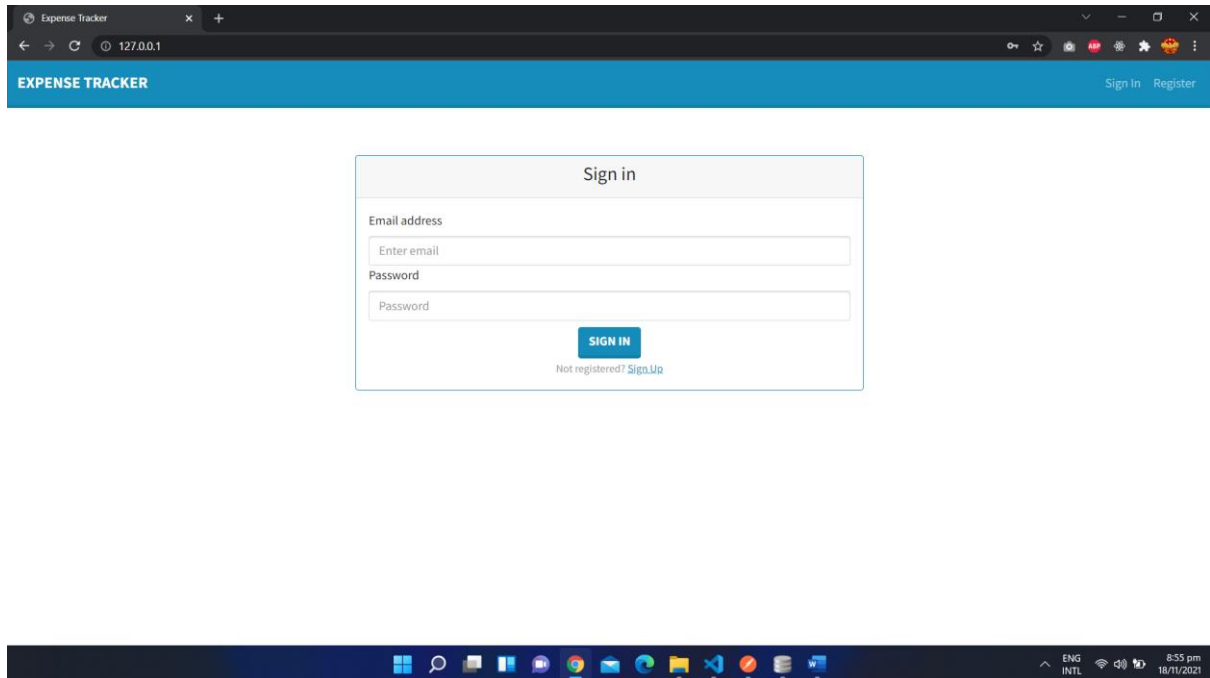 Expense Tracker
127.0.0.1
ABP
EXPENSE TRACKER
Sign In Register
Sign in
Email address
Enter email
Password
Password
SIGN IN
Not registered? Sign Up
ENG
INTL
8:55 pm
18/11/2021